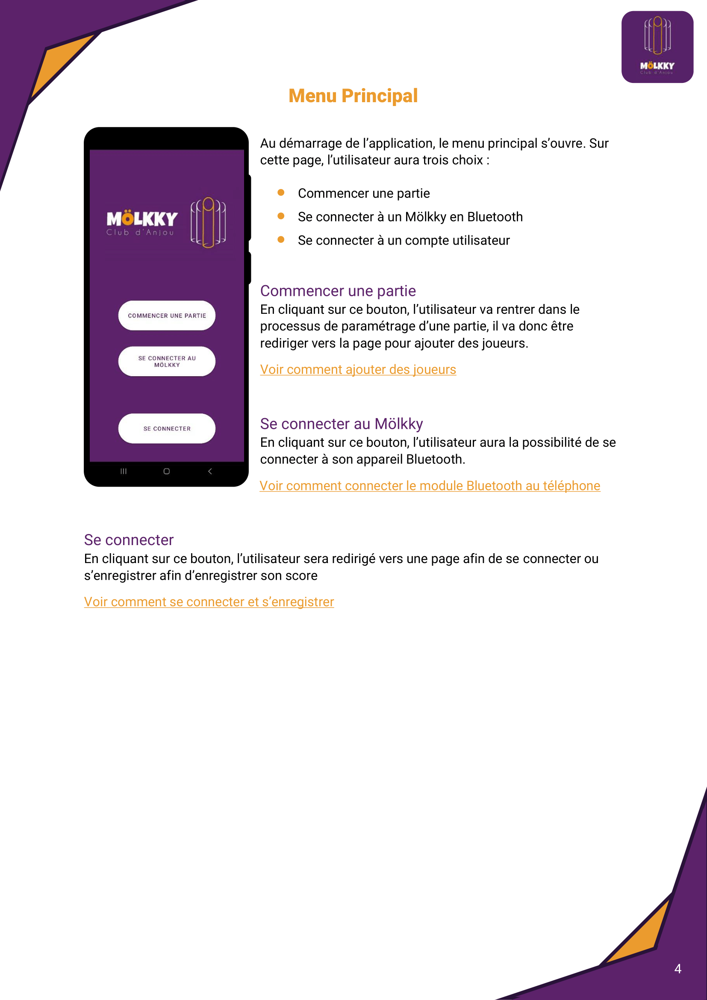 MÖLKKY
Club d'Anjou
Menu Principal
MÖLKKY
Club d'Anjou
COMMENCER UNE PARTIE
SE CONNECTER AU
MÖLKKY
SE CONNECTER
Au démarrage de l’application, le menu principal s’ouvre. Sur
cette page, l’utilisateur aura trois choix :
● Commencer une partie
● Se connecter à un Mölkky en Bluetooth
● Se connecter à un compte utilisateur
Commencer une partie
En cliquant sur ce bouton, l’utilisateur va rentrer dans le
processus de paramétrage d’une partie, il va donc être
rediriger vers la page pour ajouter des joueurs.
Voir comment ajouter des joueurs
Se connecter au Mölkky
En cliquant sur ce bouton, l’utilisateur aura la possibilité de se
connecter à son appareil Bluetooth.
Voir comment connecter le module Bluetooth au téléphone
Se connecter
En cliquant sur ce bouton, l’utilisateur sera redirigé vers une page afin de se connecter ou
s’enregistrer afin d’enregistrer son score
Voir comment se connecter et s’enregistrer
4